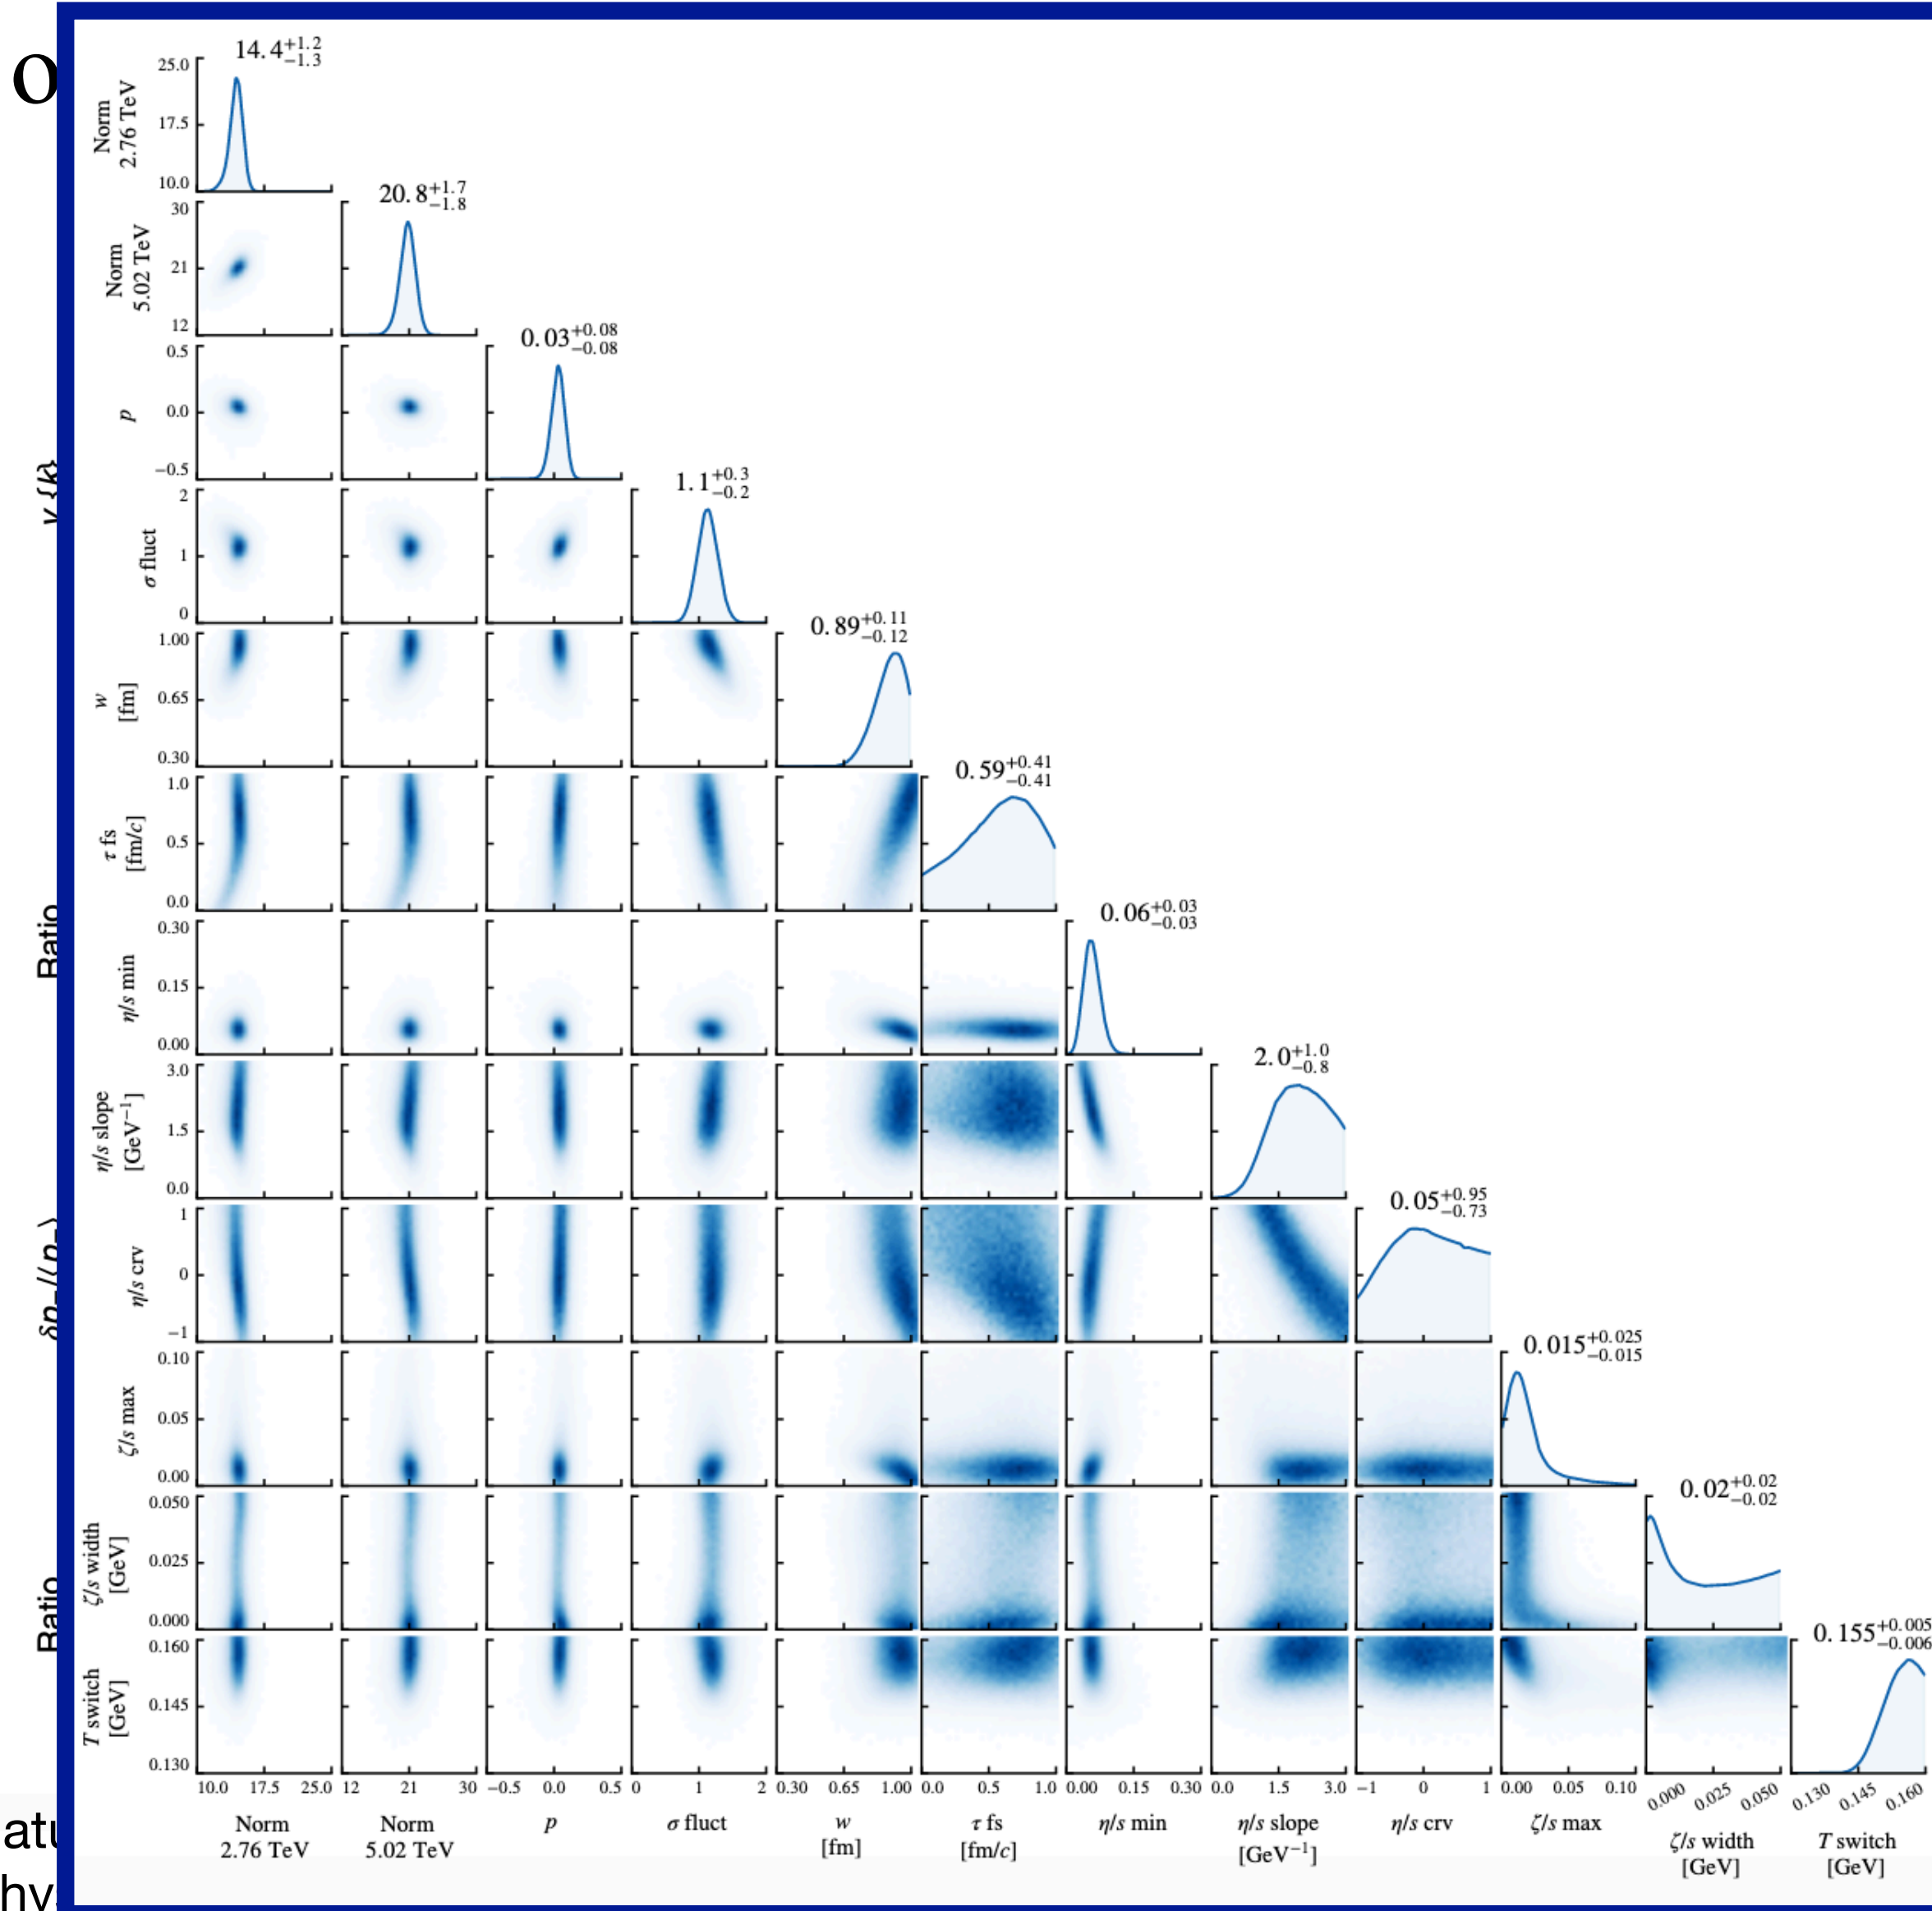 o
14.4+1.2−1.3
25.0
17.5
10.0
Norm
2.76 TeV
20.8+1.7−1.8
30
21
12
Norm
5.02 TeV
0.03+0.08−0.08
0.5
0.0
−0.5
p
1.1+0.3−0.2
2
1
0
σ fluct
0.89+0.11−0.12
1.00
0.65
0.30
w
[fm]
0.59+0.41−0.41
1.0
0.5
0.0
τ fs
[fm/c]
Ratio
0.06+0.03−0.03
0.30
0.15
0.00
η/s min
2.0+1.0−0.8
3.0
1.5
0.0
η/s slope
[GeV−1]
0.05+0.95−0.73
1
0
−1
η/s crv
0.015+0.025−0.015
0.10
0.05
0.00
ζ/s max
0.02+0.02−0.02
0.050
0.025
0.000
ζ/s width
[GeV]
Ratio
0.155+0.005−0.006
0.160
0.145
0.130
T switch
[GeV]
10.0 17.5 25.0 12 21 30 −0.5 0.0 0.5 0 1 2 0.30 0.65 1.00 0.0 0.5 1.0 0.00 0.15 0.30 0.0 1.5 3.0 −1 0 1 0.00 0.05 0.10 0.000 0.025 0.050 0.130 0.145 0.160
Norm Norm p σ fluct w τ fs η/s min η/s slope η/s crv ζ/s max ζ/s width T switch
2.76 TeV 5.02 TeV [fm] [fm/c] [GeV−1] [GeV] [GeV]
atu
hys